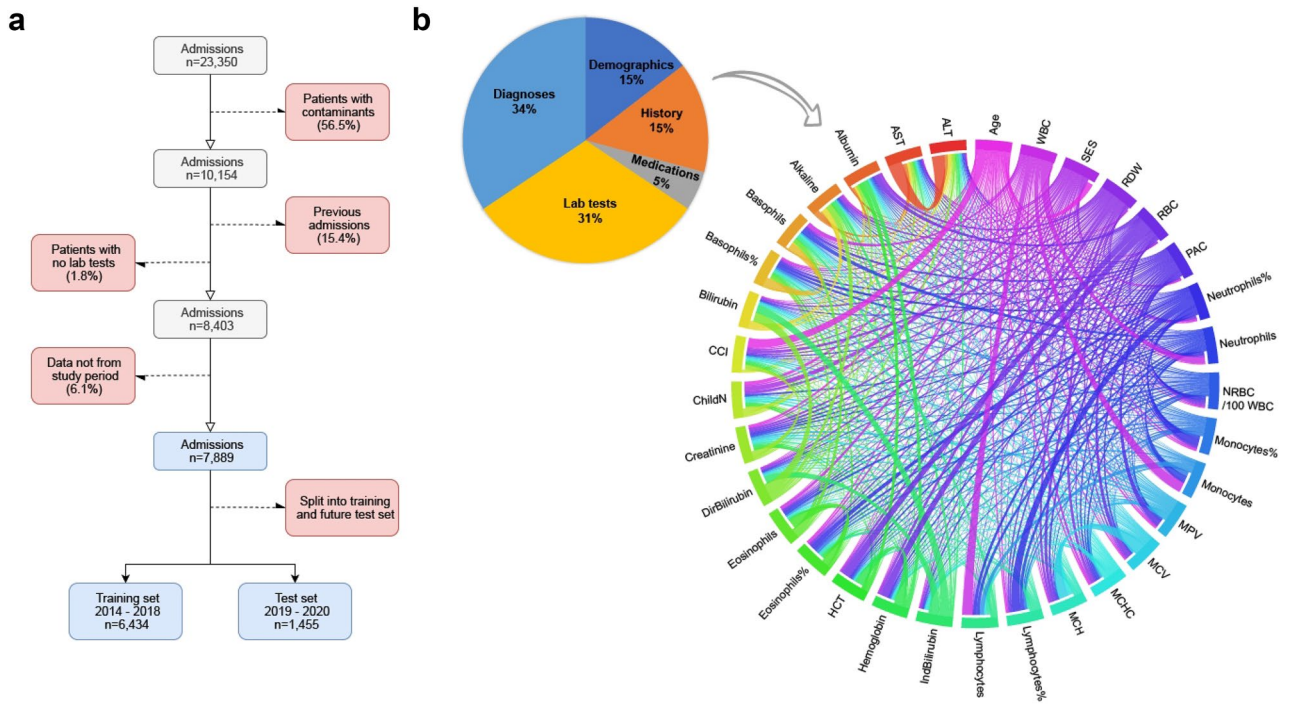 a
Admissions
n=23,350
Patients with
contaminants
(56.5%)
Admissions
n=10,154
Previous
admissions
(15.4%)
Patients with
no lab tests
(1.8%)
Admissions
n=8,403
Data not from
study period
(6.1%)
Admissions
n=7,889
Split into training
and future test set
Training set
2014 - 2018
n=6,434
Test set
2019 - 2020
n=1,455
b
Demographics
15%
History
15%
Medications
5%
Lab tests
31%
Diagnoses
34%
Age
WBC
SES
RDW
RBC
PAC
Neutrophils%
Neutrophils
NRBC
/100 WBC
Monocytes%
Monocytes
MPV
MCV
MCHC
MCH
Lymphocytes%
Lymphocytes
IndBilirubin
Hemoglobin
HCT
Eosinophils%
Eosinophils
DirBilirubin
Creatinine
ChildN
CCI
Bilirubin
Basophils%
Basophils
Alkaline
Albumin
AST
ALT